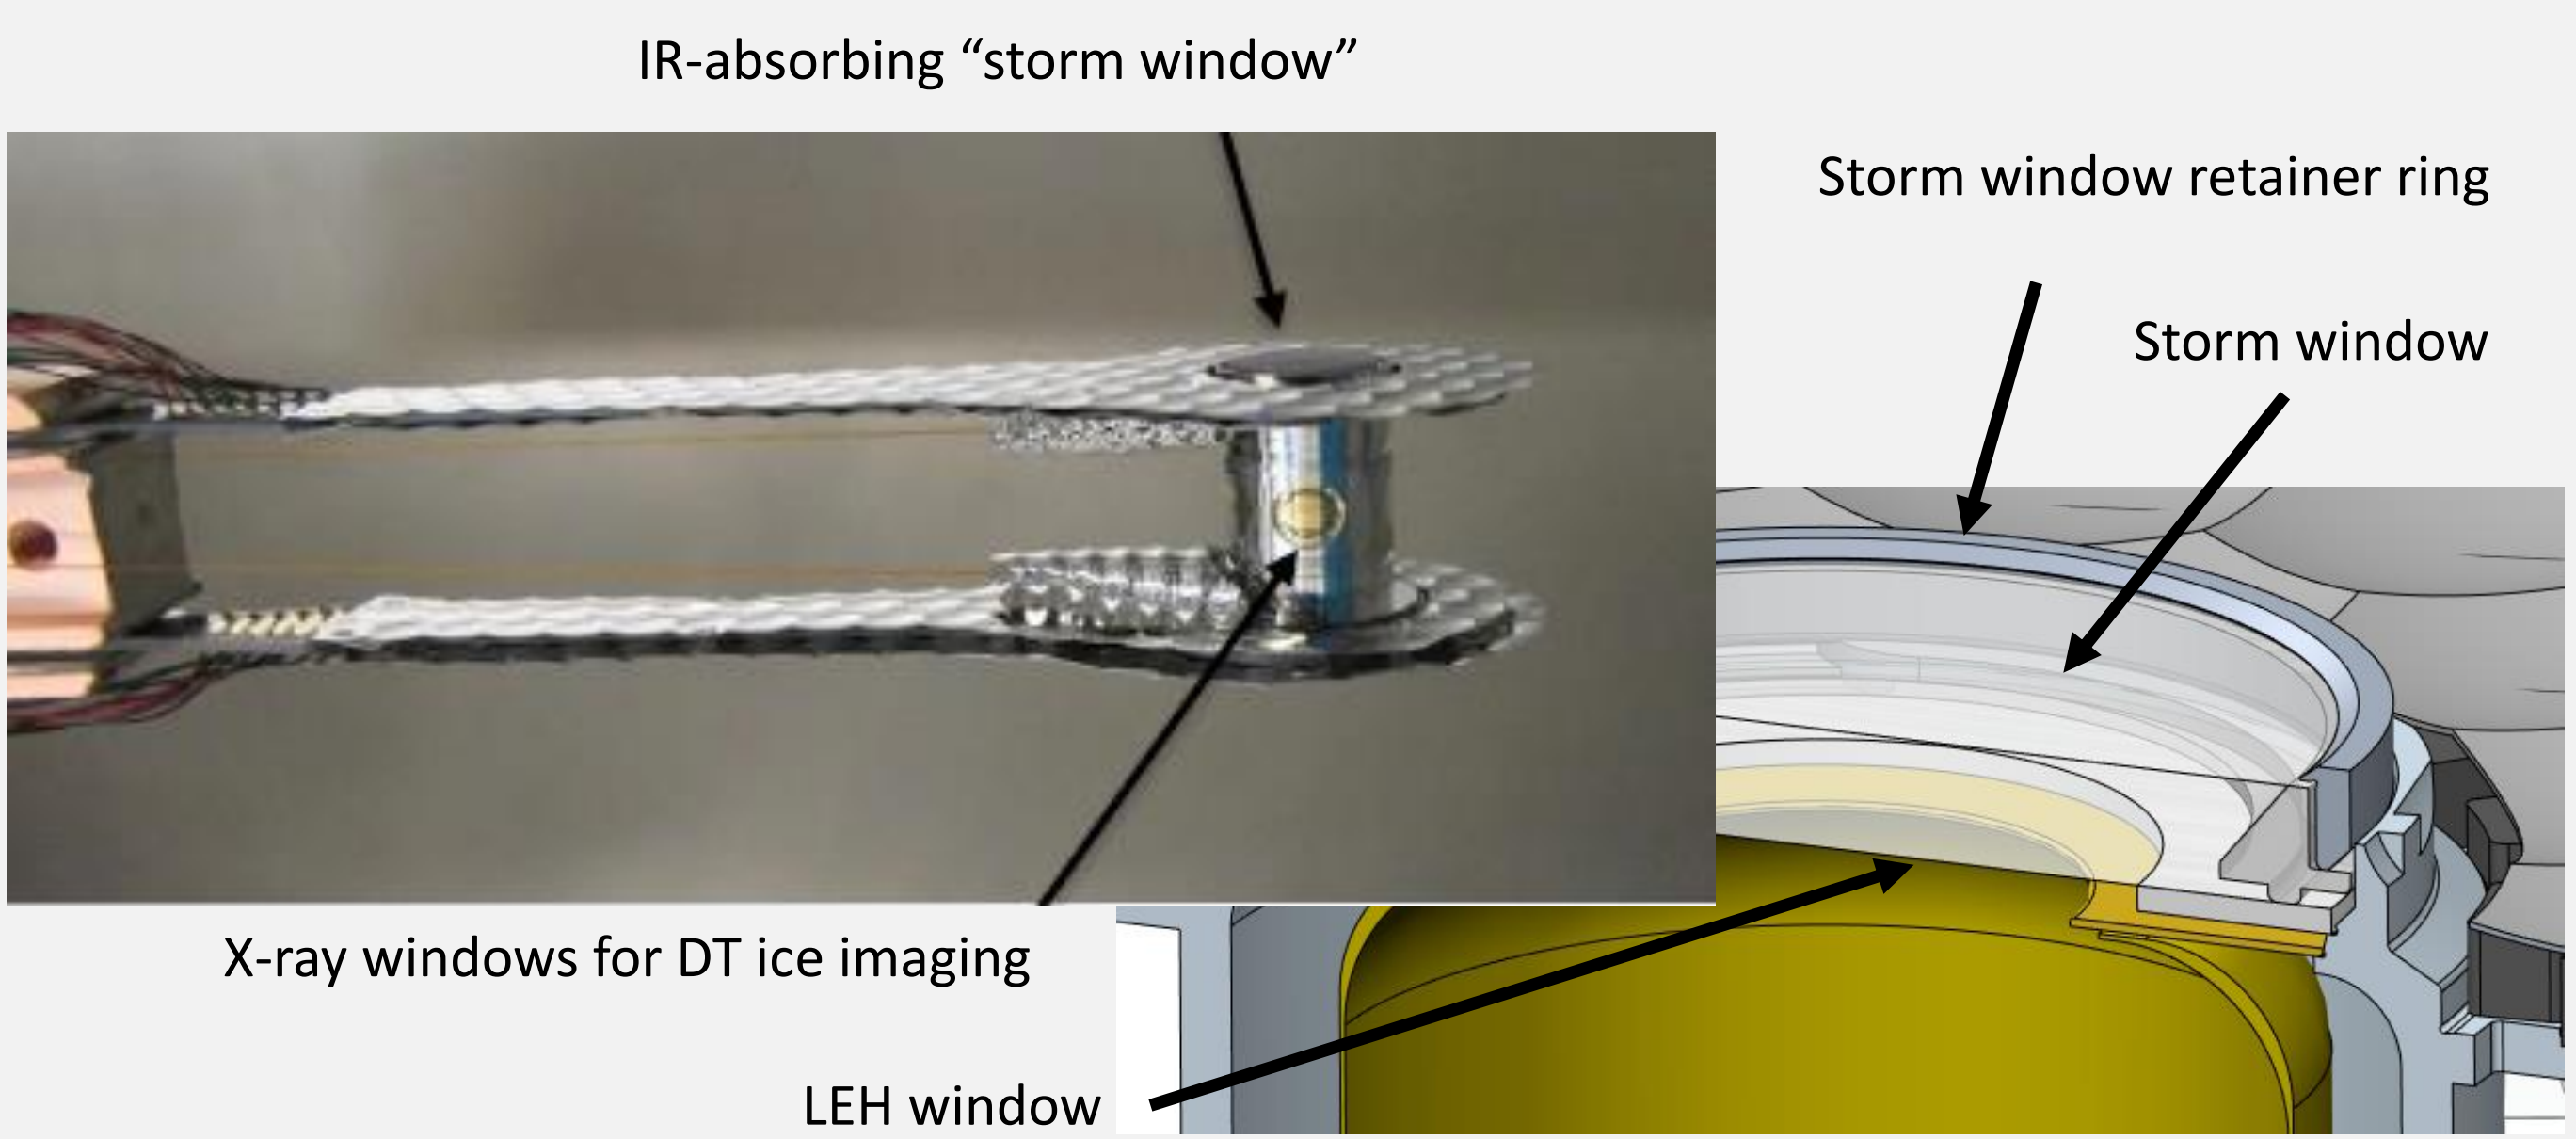 IR-absorbing “storm window”
Storm window retainer ring
Storm window
X-ray windows for DT ice imaging
LEH window